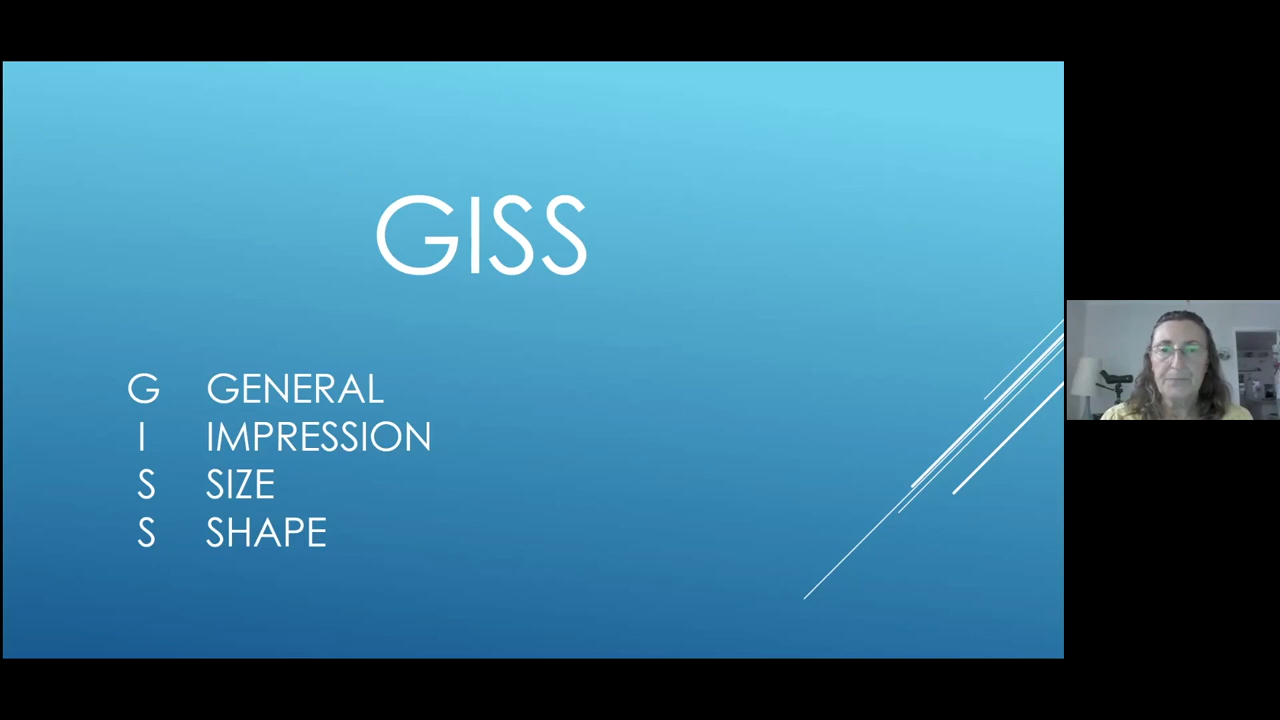 GISS
G GENERAL
I IMPRESSION
S SIZE
S SHAPE